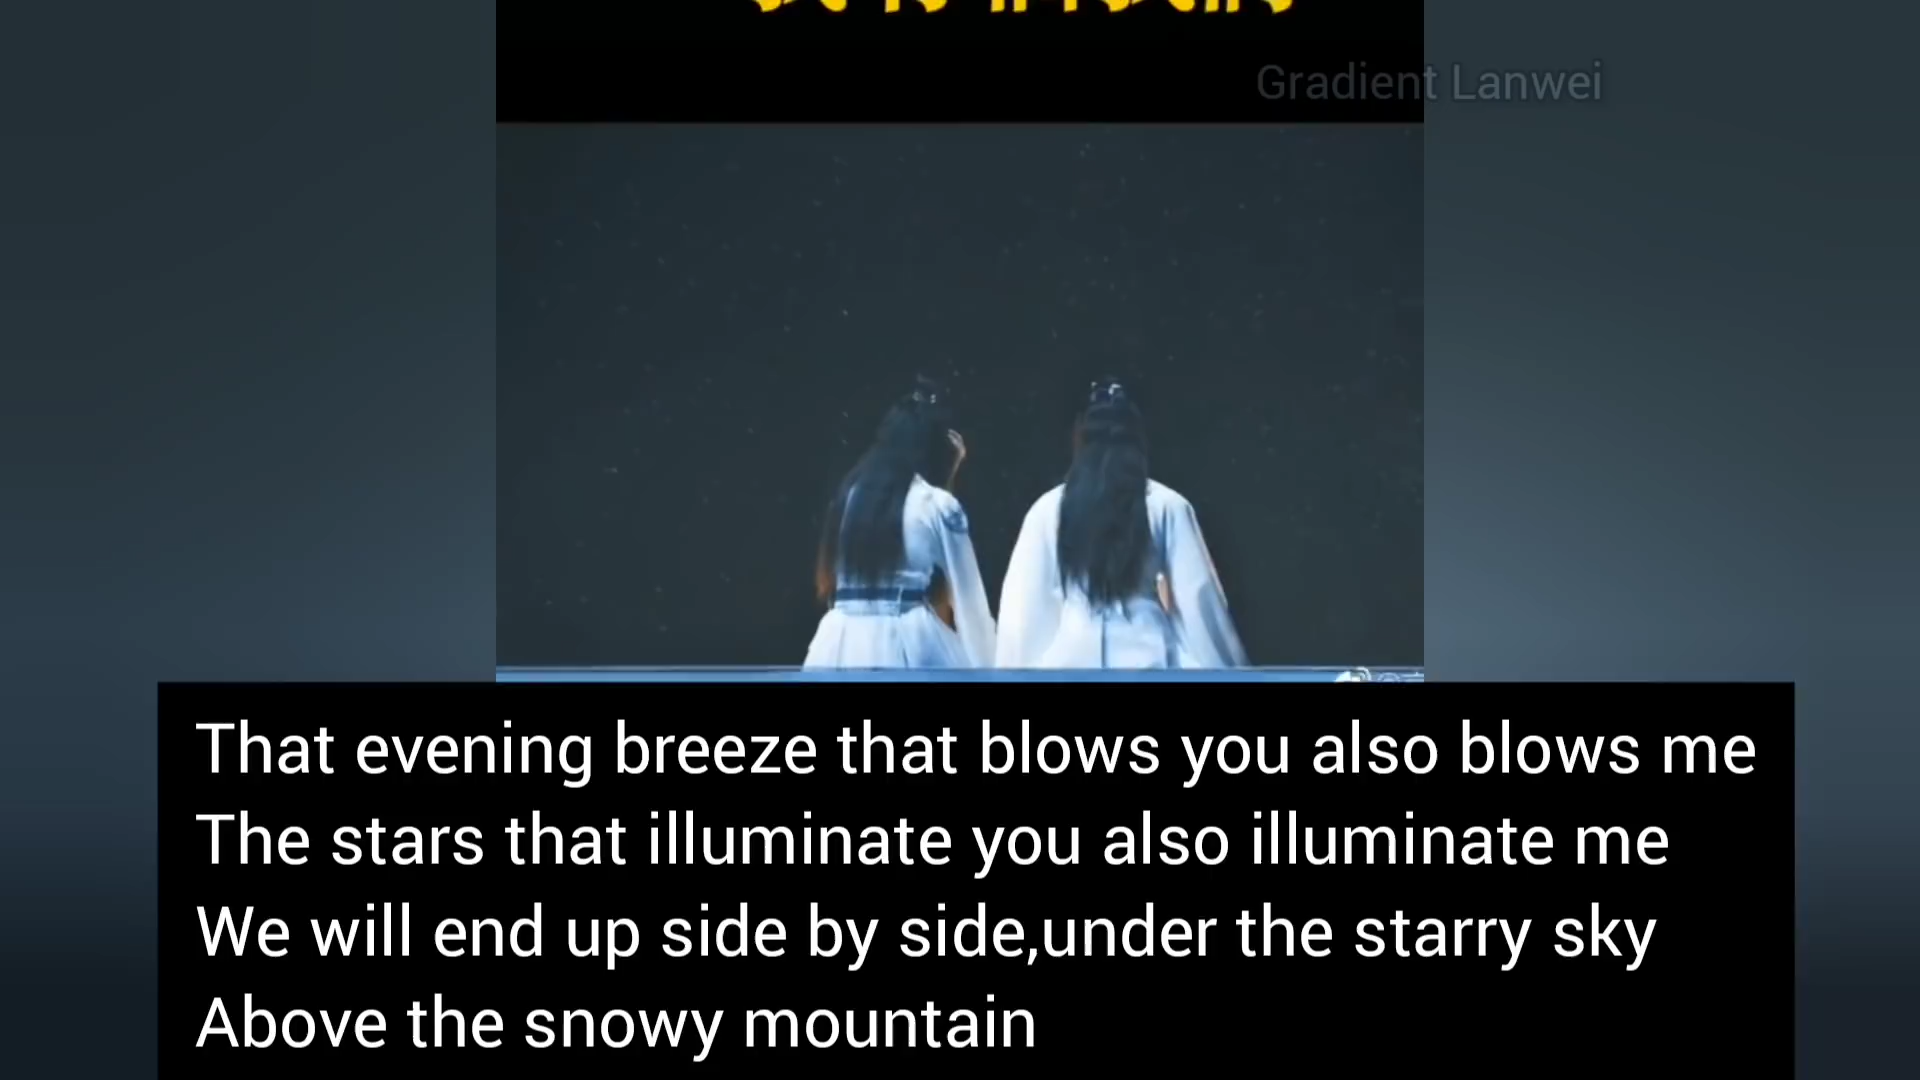 Gradient Lanwei
That evening breeze that blows you also blows me
The stars that illuminate you also illuminate me
We will end up side by side,under the starry sky
Above the snowy mountain